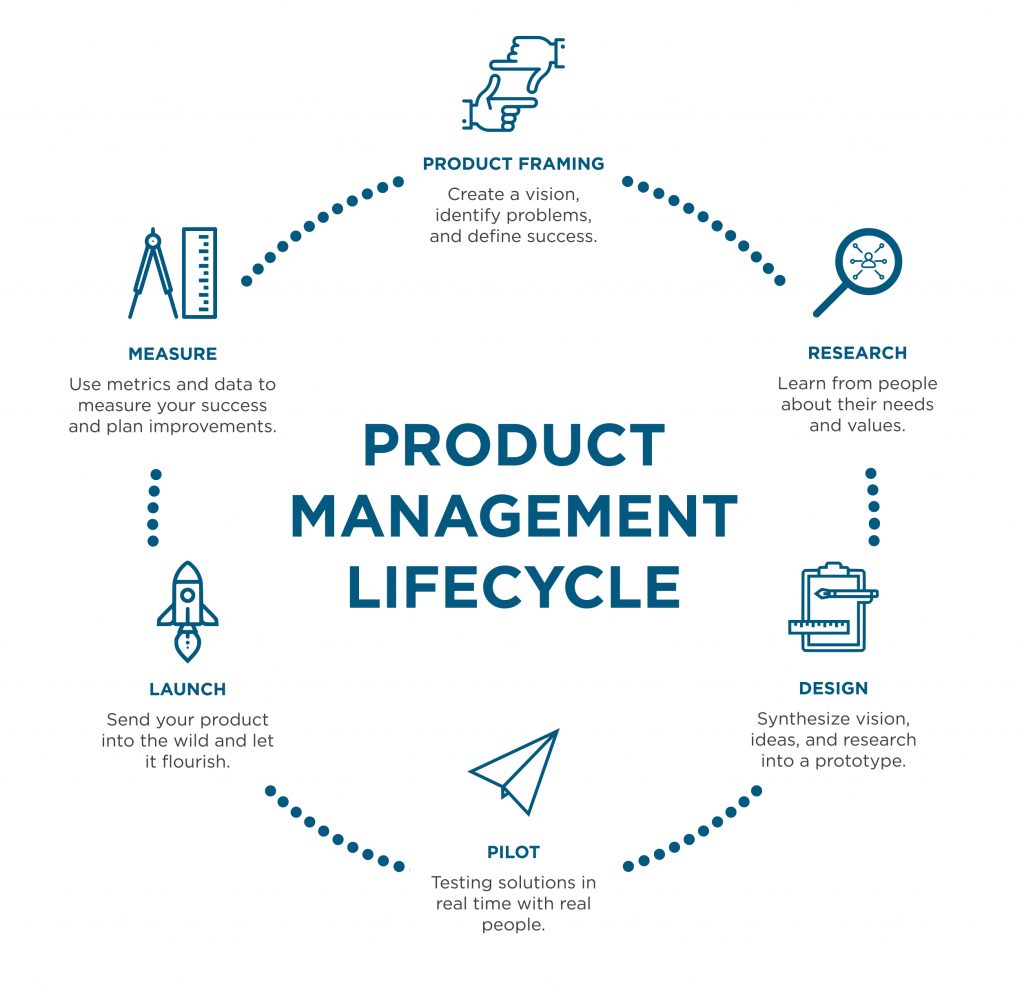 PRODUCT FRAMING
Create a vision,
identify problems,
and define success.
RESEARCH
Learn from people
about their needs
and values.
DESIGN
Synthesize vision,
ideas, and research
into a prototype.
PILOT
Testing solutions in
real time with real
people.
LAUNCH
Send your product
into the wild and let
it flourish.
MEASURE
Use metrics and data to
measure your success
and plan improvements.
PRODUCT
MANAGEMENT
LIFECYCLE